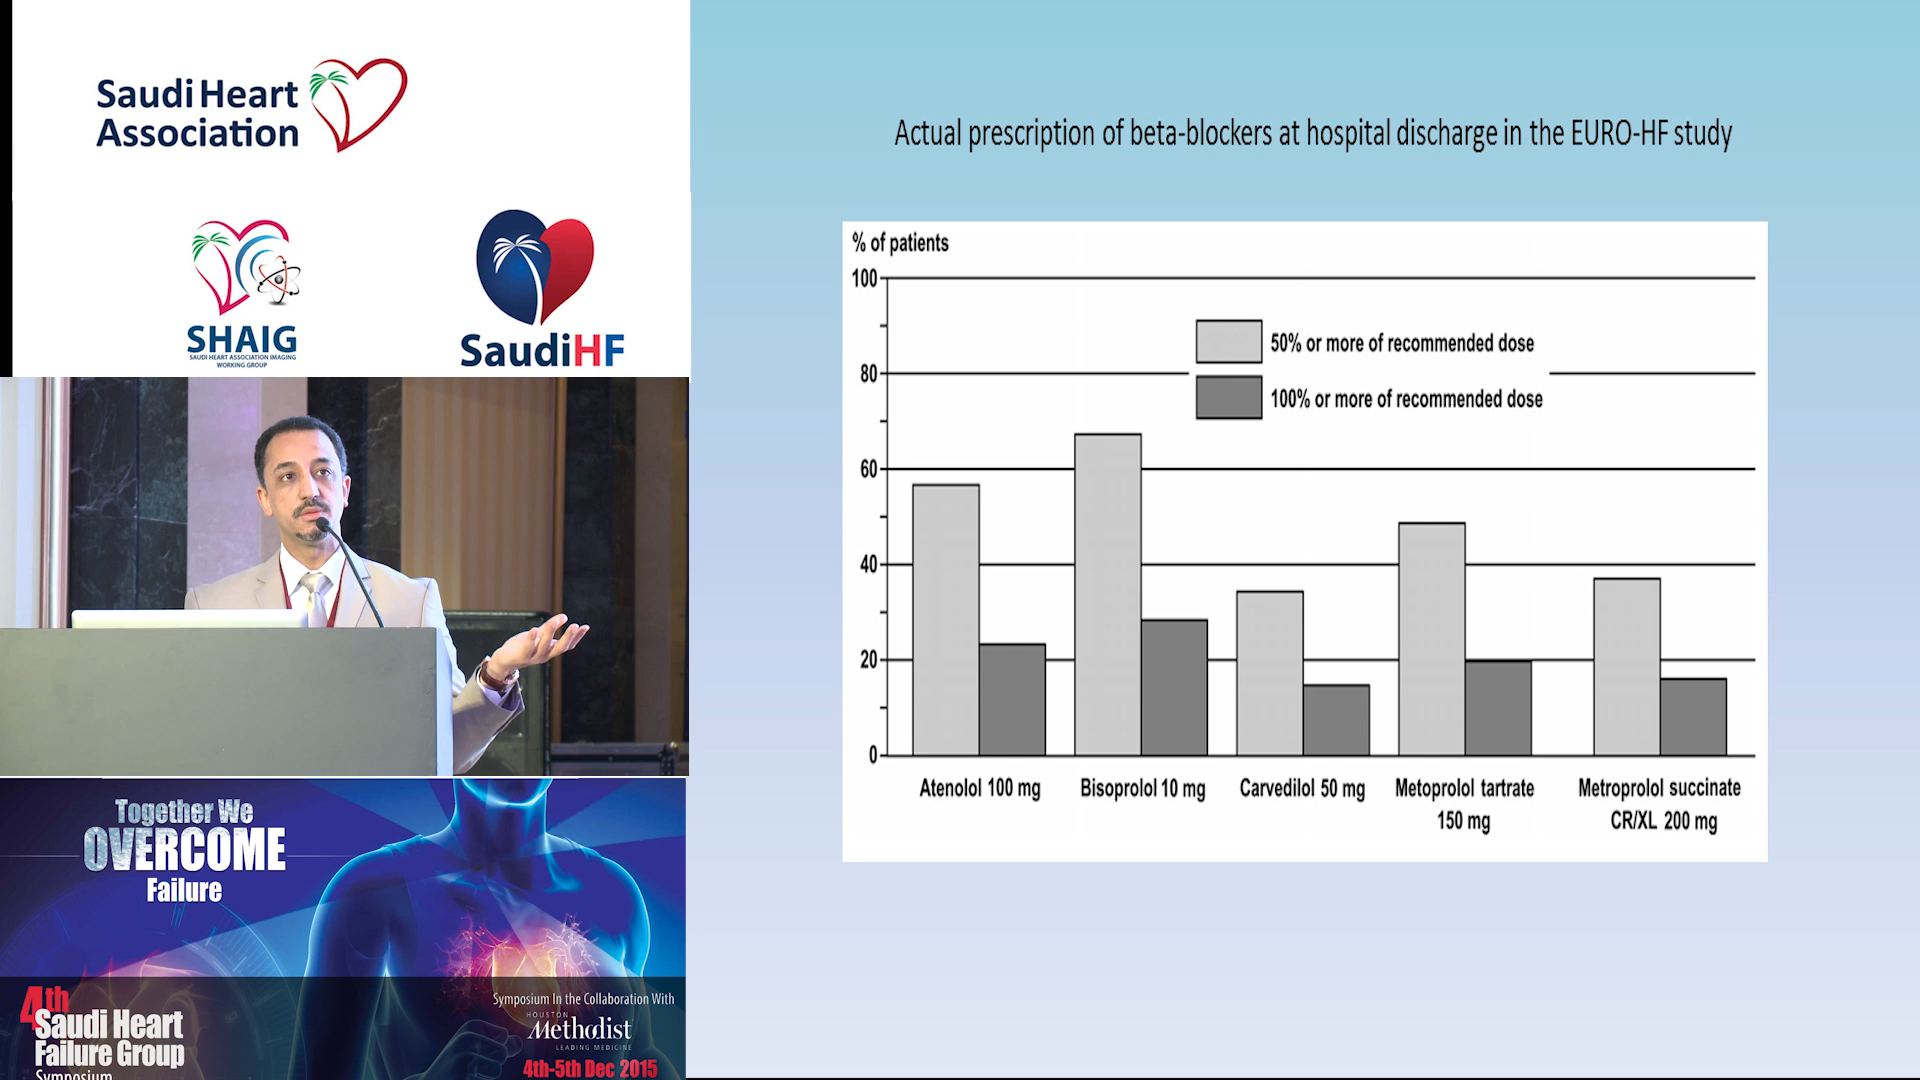 Saudi Heart
Association
SHAIG
SAUDI HEART ASSOCIATION IMAGING
WORKING GROUP
SaudiHF
Together We
OVERCOME
Failure
4th
Saudi Heart
Failure Group
Symposium
Symposium In the Collaboration With
HOUSTON
Methodist
LEADING MEDICINE
4th-5th Dec 2015
Actual prescription of beta-blockers at hospital discharge in the EURO-HF study
% of patients
100
80
60
40
20
0
50% or more of recommended dose
100% or more of recommended dose
Atenolol 100 mg
Bisoprolol 10 mg
Carvedilol 50 mg
Metoprolol tartrate
150 mg
Metroprolol succinate
CR/XL 200 mg